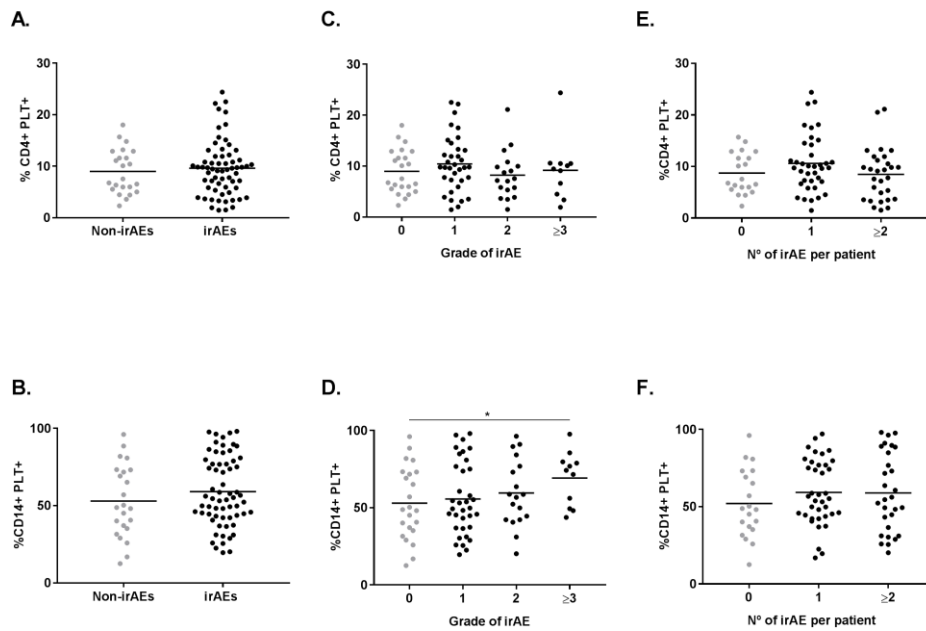 A.
% CD4+ PLT+
30
20
10
0
Non-irAEs irAEs
C.
% CD4+ PLT+
30
20
10
0
0 1 2 ≥3
Grade of irAE
E.
%CD4+ PLT+
30
20
10
0
0 1 ≥2
Nº of irAE per patient
B.
%CD14+ PLT+
100
50
0
Non-irAEs irAEs
D.
*
%CD14+ PLT+
100
50
0
0 1 2 ≥3
Grade of irAE
F.
%CD14+ PLT+
100
50
0
0 1 ≥2
Nº of irAE per patient